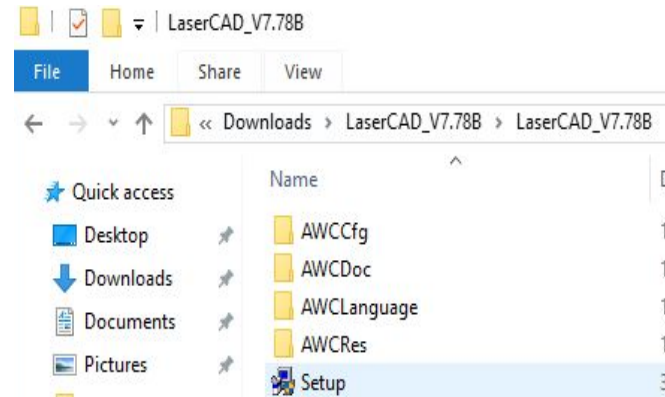 LaserCAD_V7.78B
File Home Share View
« Downloads > LaserCAD_V7.78B > LaserCAD_V7.78B
Quick access
Desktop
Downloads
Documents
Pictures
Name
AWCCfg
AWCDoc
AWCLanguage
AWCRes
Setup